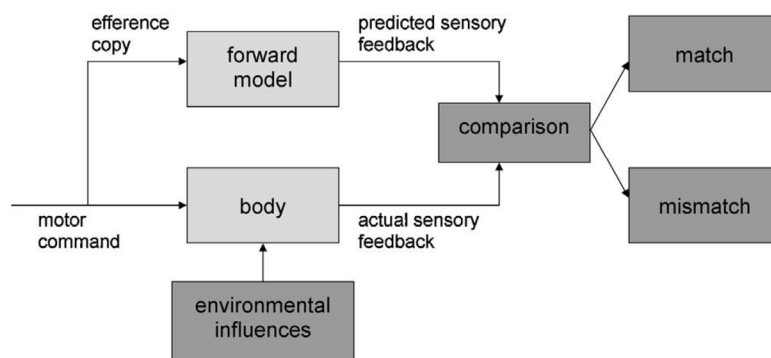 efference
copy
forward
model
predicted sensory
feedback
match
comparison
motor
command
body
actual sensory
feedback
mismatch
environmental
influences